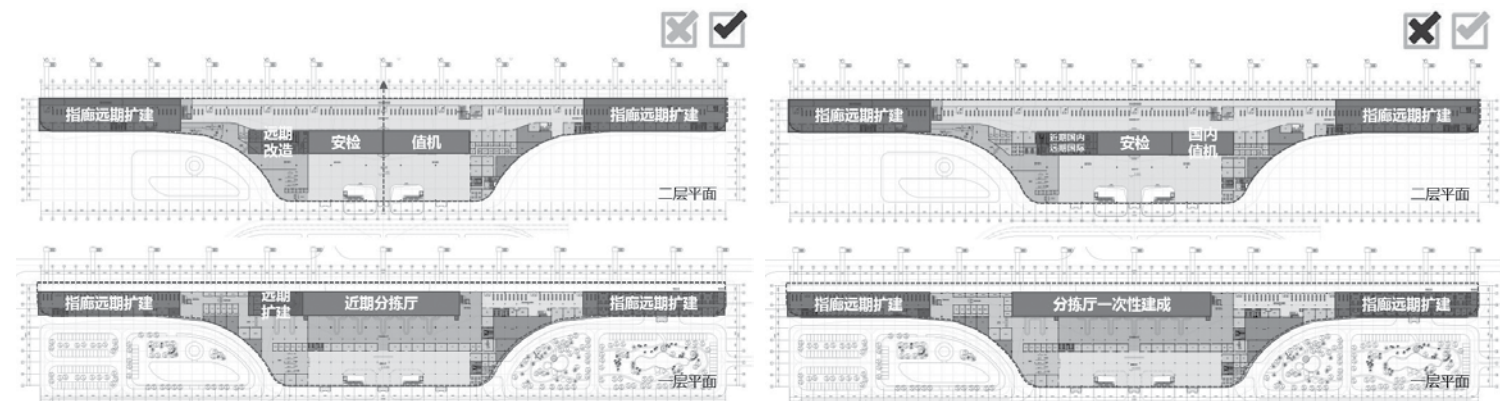 指廊远期扩建
远期
改造
安检
值机
指廊远期扩建
二层平面
指廊远期扩建
远期
扩建
近期分拣厅
指廊远期扩建
一层平面
指廊远期扩建
近期国内
远期国际
安检
国内
值机
指廊远期扩建
二层平面
指廊远期扩建
分拣厅一次性建成
指廊远期扩建
一层平面